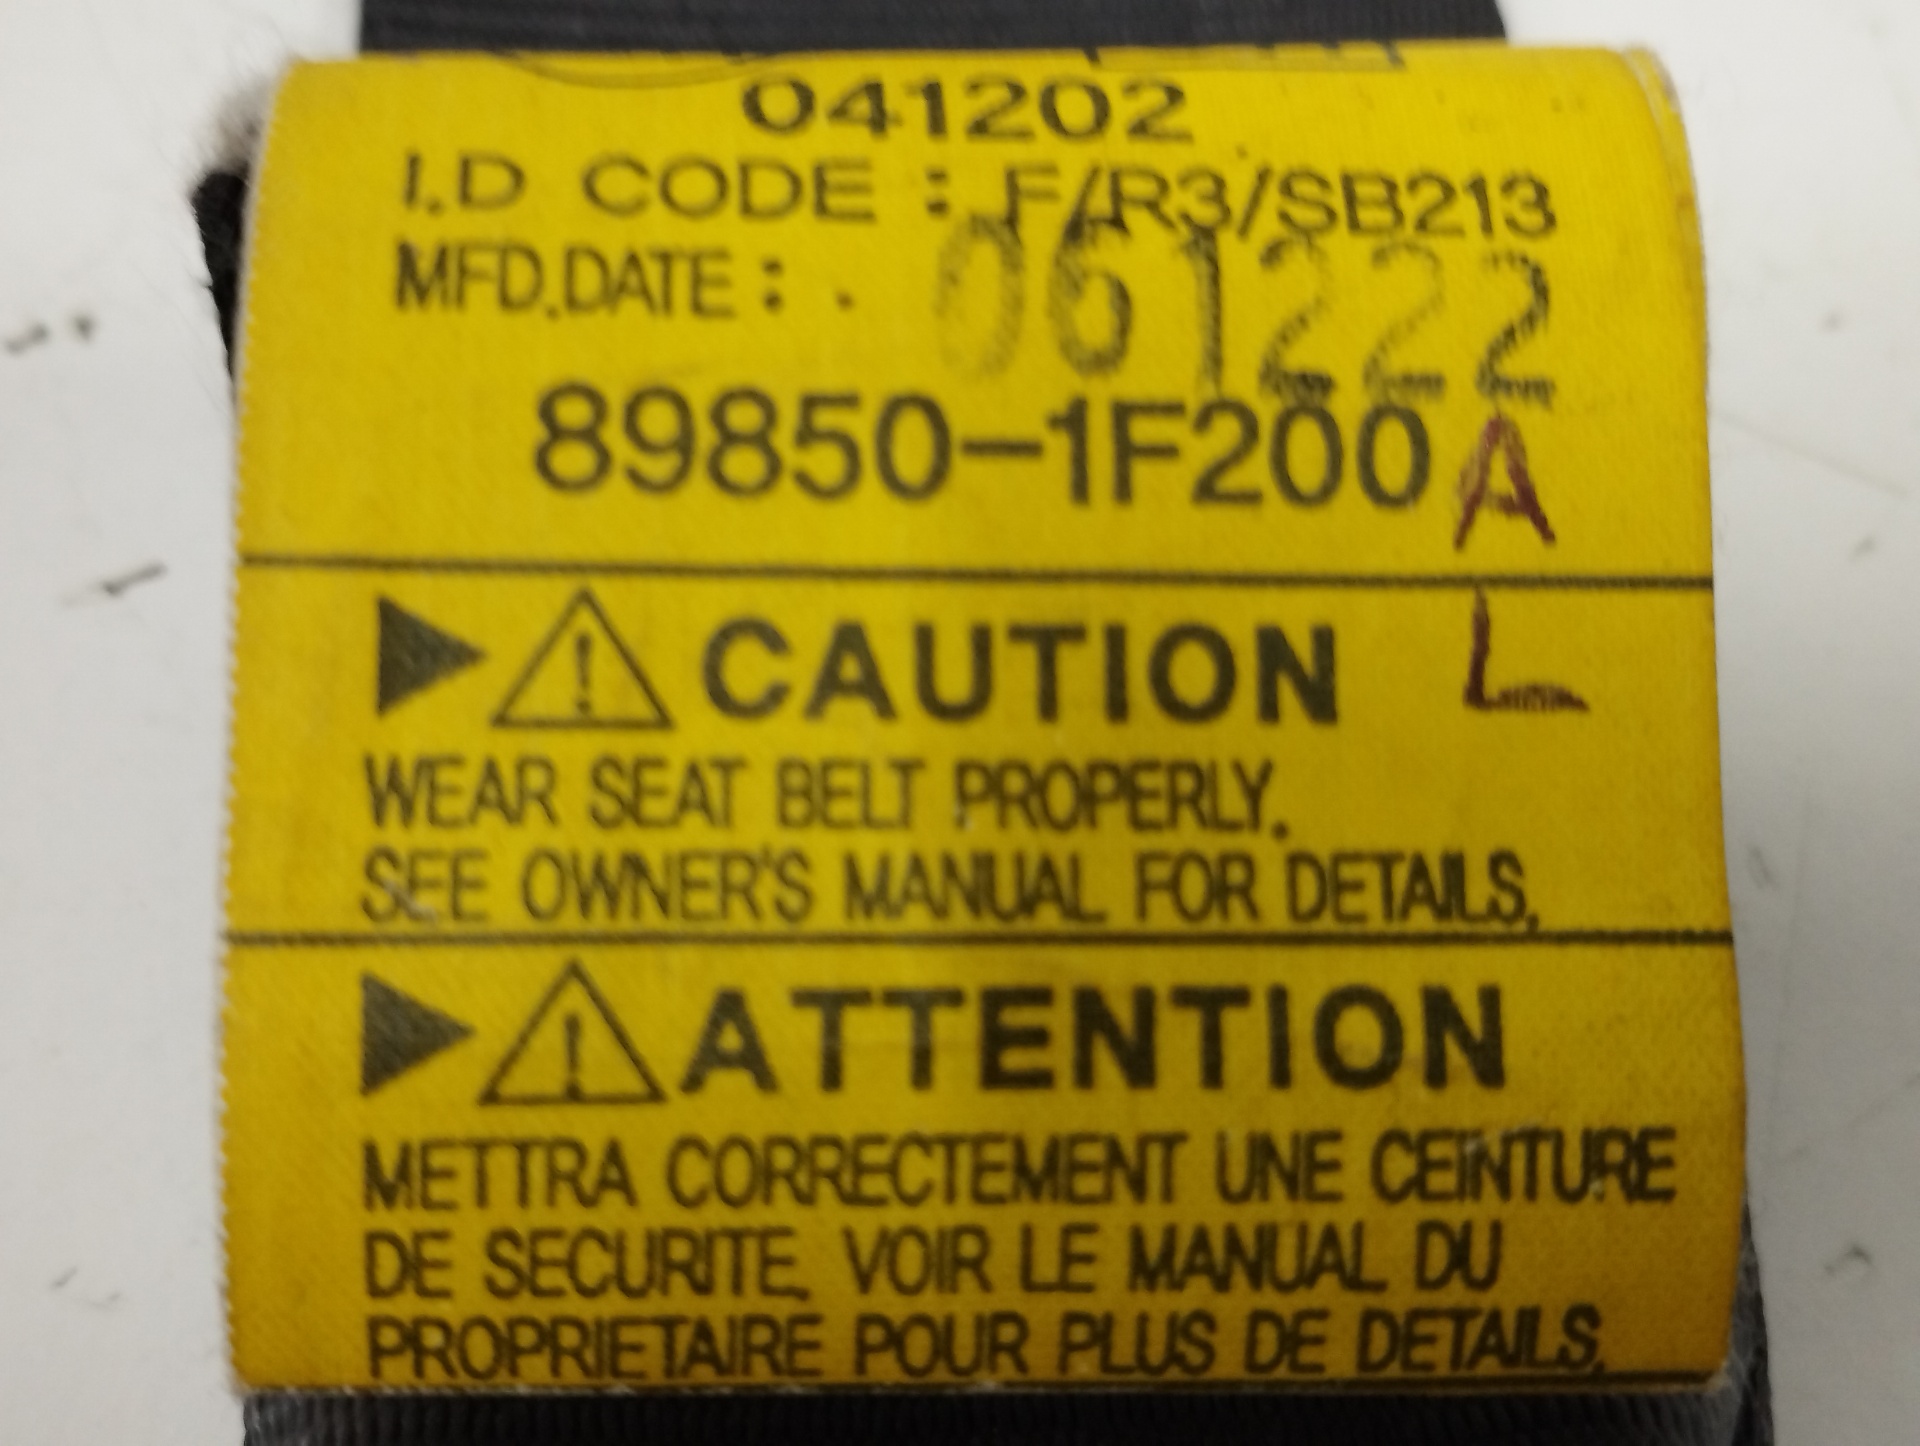 041202
I.D CODE : F/R3/SB213
MFD.DATE : . 061222
89850-1F200 A
CAUTION L
WEAR SEAT BELT PROPERLY.
SEE OWNER'S MANUAL FOR DETAILS.
ATTENTION
METTRA CORRECTEMENT UNE CEINTURE
DE SECURITE, VOIR LE MANUAL DU
PROPRIETAIRE POUR PLUS DE DETAILS.